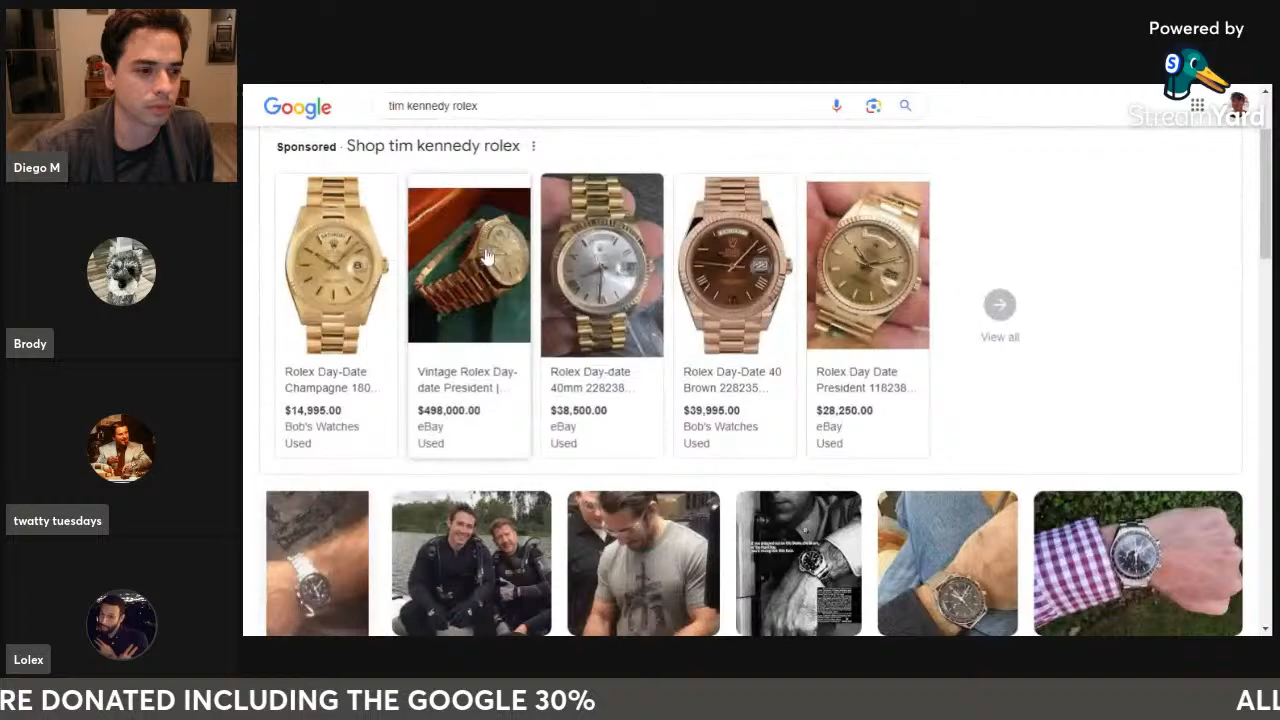 Powered by
StreamYard
Diego M
Brody
twatty tuesdays
Lolex
Google
tim kennedy rolex
Sponsored · Shop tim kennedy rolex
Rolex Day-Date
Champagne 180...
$14,995.00
Bob's Watches
Used
Vintage Rolex Day-
date President |...
$498,000.00
eBay
Used
Rolex Day-date
40mm 228238...
$38,500.00
eBay
Used
Rolex Day-Date 40
Brown 228235...
$39,995.00
Bob's Watches
Used
Rolex Day Date
President 118238...
$28,250.00
eBay
Used
View all
RE DONATED INCLUDING THE GOOGLE 30%
ALL